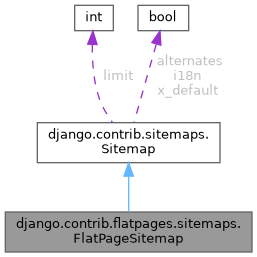 int
bool
limit
alternates
i18n
x_default
django.contrib.sitemaps.
Sitemap
django.contrib.flatpages.sitemaps.
FlatPageSitemap